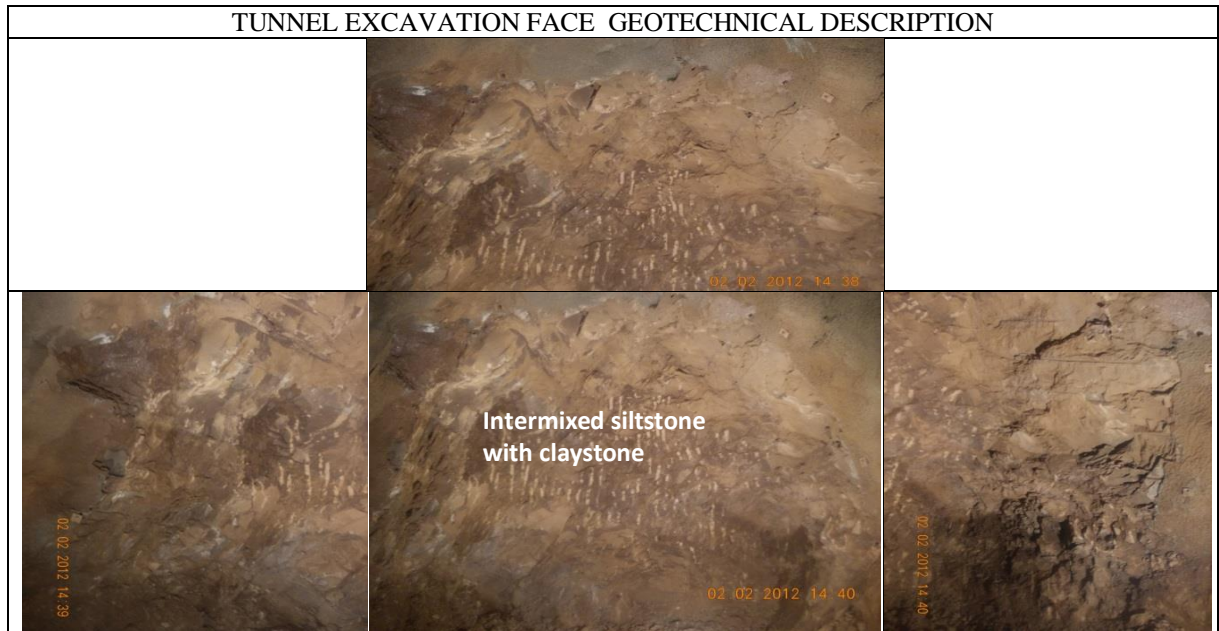 TUNNEL EXCAVATION FACE GEOTECHNICAL DESCRIPTION
02 02 2012 14 38
02 02 2012 14 39
Intermixed siltstone
with claystone
02 02 2012 14 40
02 02 2012 14 40